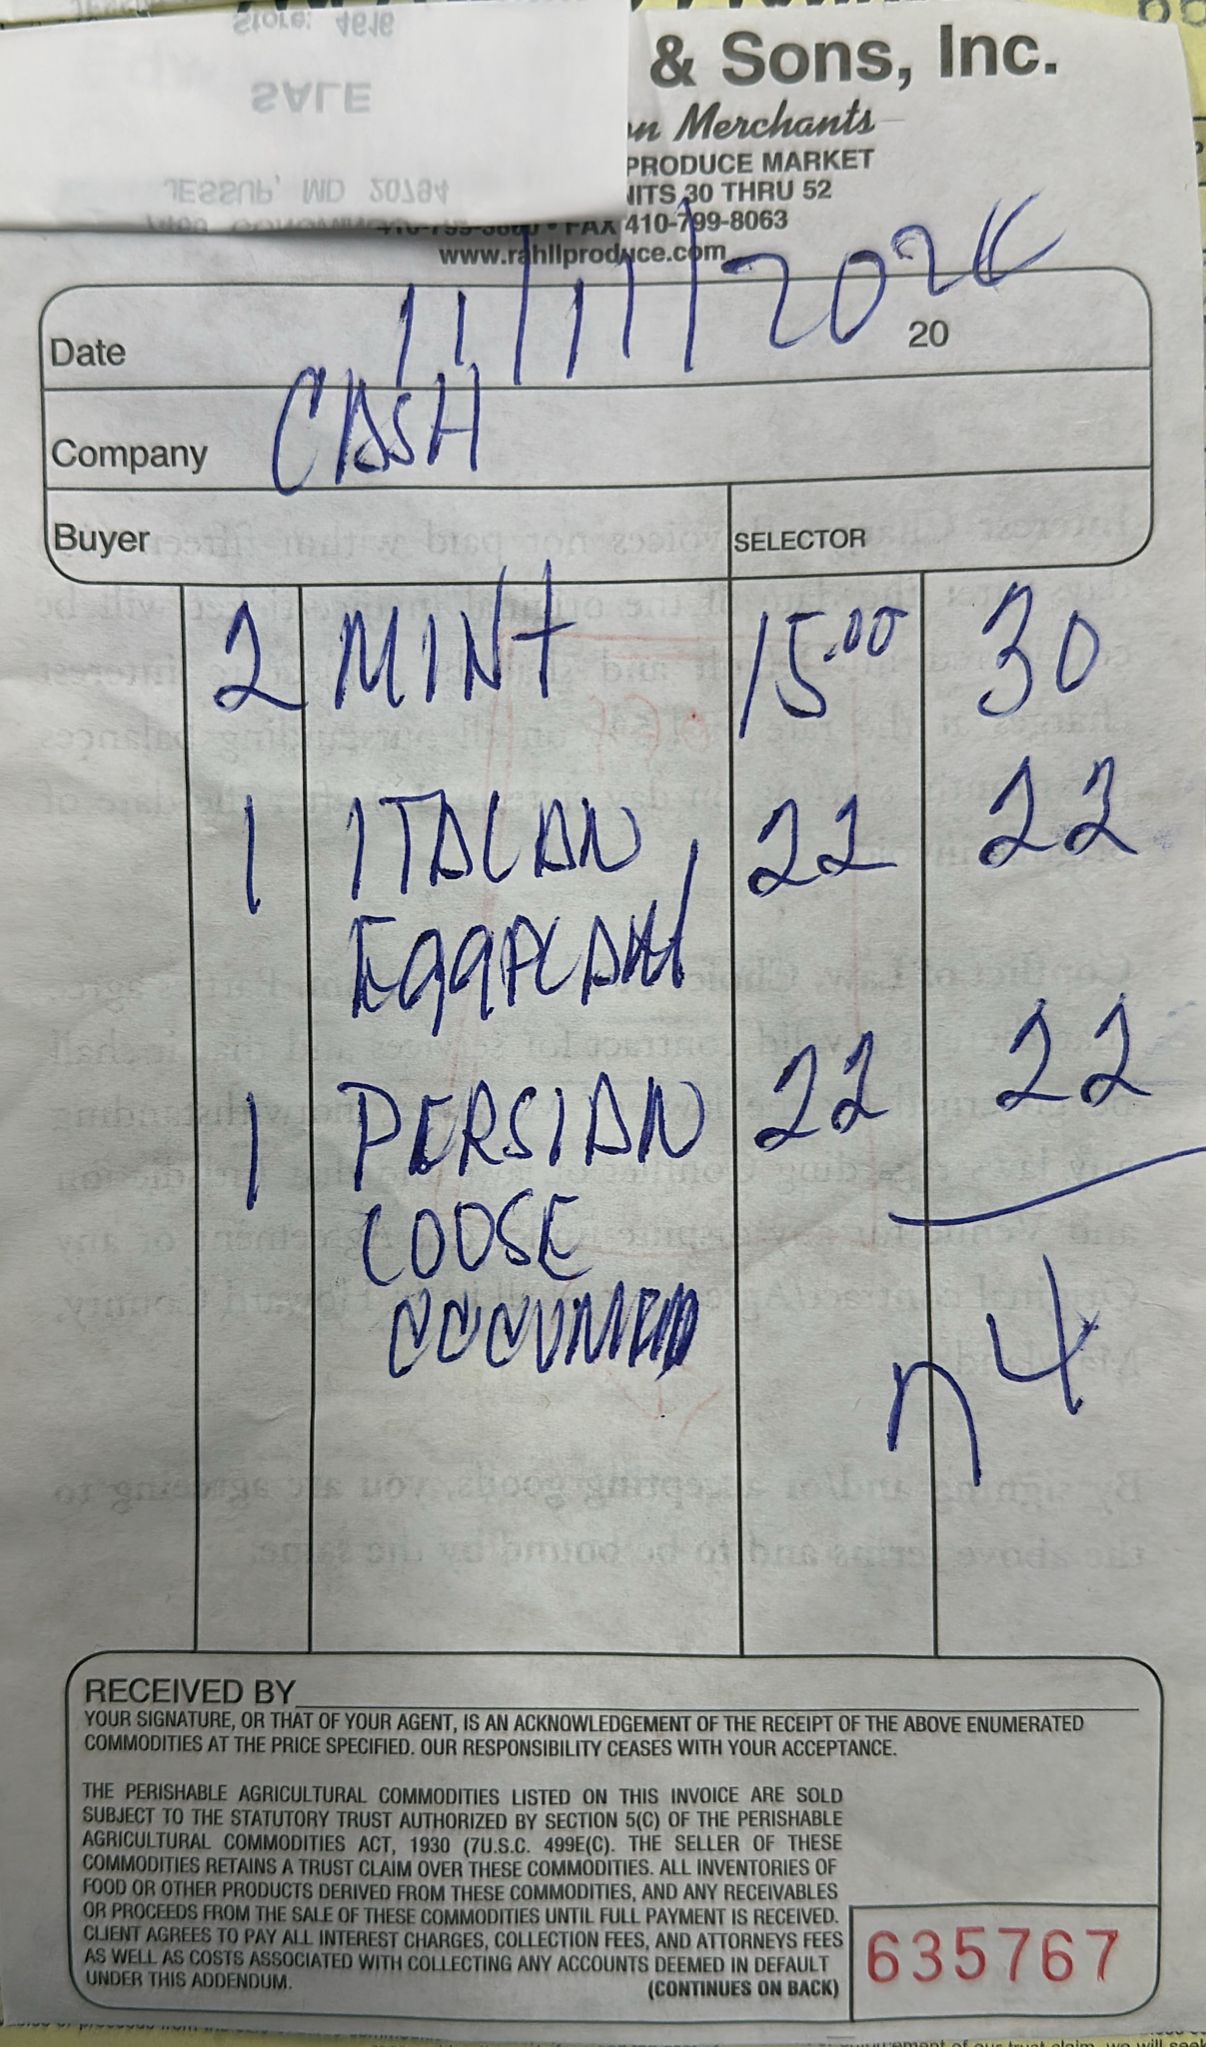 Store: 4616
SALE
JESSUP, MD 20794
& Sons, Inc.
on Merchants
PRODUCE MARKET
UNITS 30 THRU 52
410-799-8063
www.rahllproduce.com
Date 11/11/202 20
Company CASH
Buyer SELECTOR
2 MINT 15.00 30
1 ITALIAN 22 22
EGGPLANT
1 PERSIAN 22 22
LOOSE
74
RECEIVED BY
YOUR SIGNATURE, OR THAT OF YOUR AGENT, IS AN ACKNOWLEDGEMENT OF THE RECEIPT OF THE ABOVE ENUMERATED
COMMODITIES AT THE PRICE SPECIFIED. OUR RESPONSIBILITY CEASES WITH YOUR ACCEPTANCE.
THE PERISHABLE AGRICULTURAL COMMODITIES LISTED ON THIS INVOICE ARE SOLD
SUBJECT TO THE STATUTORY TRUST AUTHORIZED BY SECTION 5(C) OF THE PERISHABLE
AGRICULTURAL COMMODITIES ACT, 1930 (7U.S.C. 499E(C). THE SELLER OF THESE
COMMODITIES RETAINS A TRUST CLAIM OVER THESE COMMODITIES. ALL INVENTORIES OF
FOOD OR OTHER PRODUCTS DERIVED FROM THESE COMMODITIES, AND ANY RECEIVABLES
OR PROCEEDS FROM THE SALE OF THESE COMMODITIES UNTIL FULL PAYMENT IS RECEIVED.
CLIENT AGREES TO PAY ALL INTEREST CHARGES, COLLECTION FEES, AND ATTORNEYS FEES
AS WELL AS COSTS ASSOCIATED WITH COLLECTING ANY ACCOUNTS DEEMED IN DEFAULT
UNDER THIS ADDENDUM. (CONTINUES ON BACK)
635767